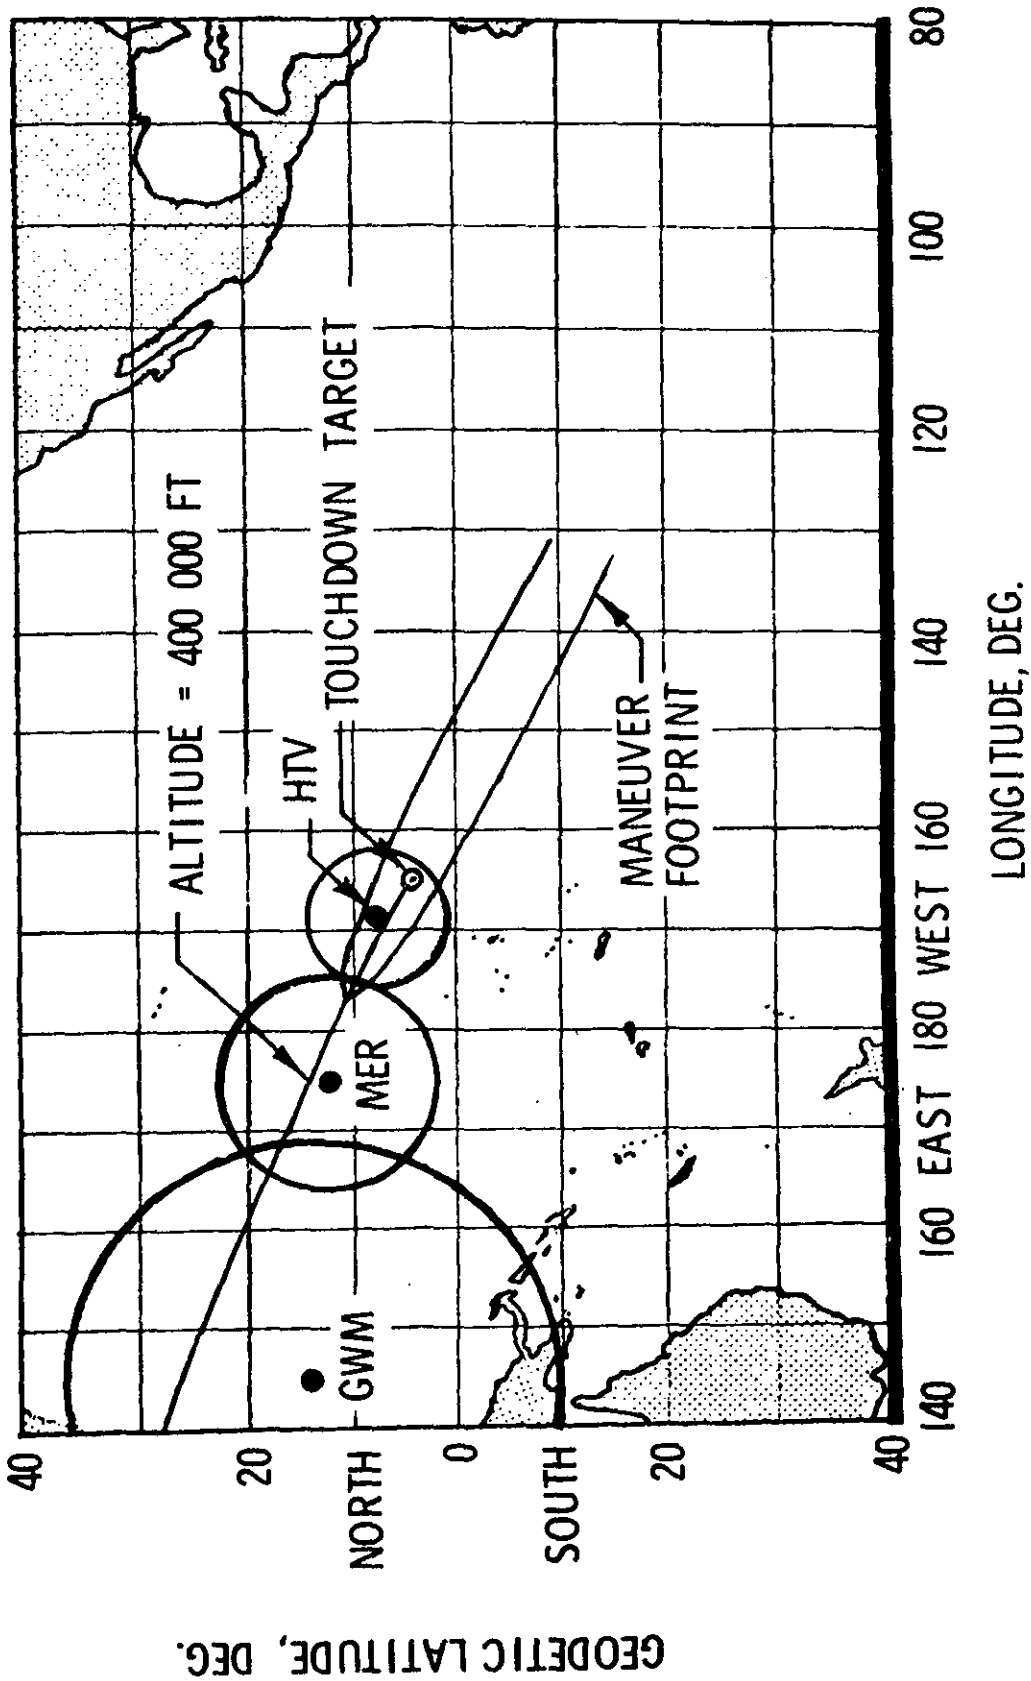 ALTITUDE = 400 000 FT
HTV
TOUCHDOWN TARGET
MER
GWM
MANEUVER
FOOTPRINT
40
20
NORTH
0
SOUTH
20
40
GEODETIC LATITUDE, DEG.
140 160 EAST 180 WEST 160 140 120 100 80
LONGITUDE, DEG.